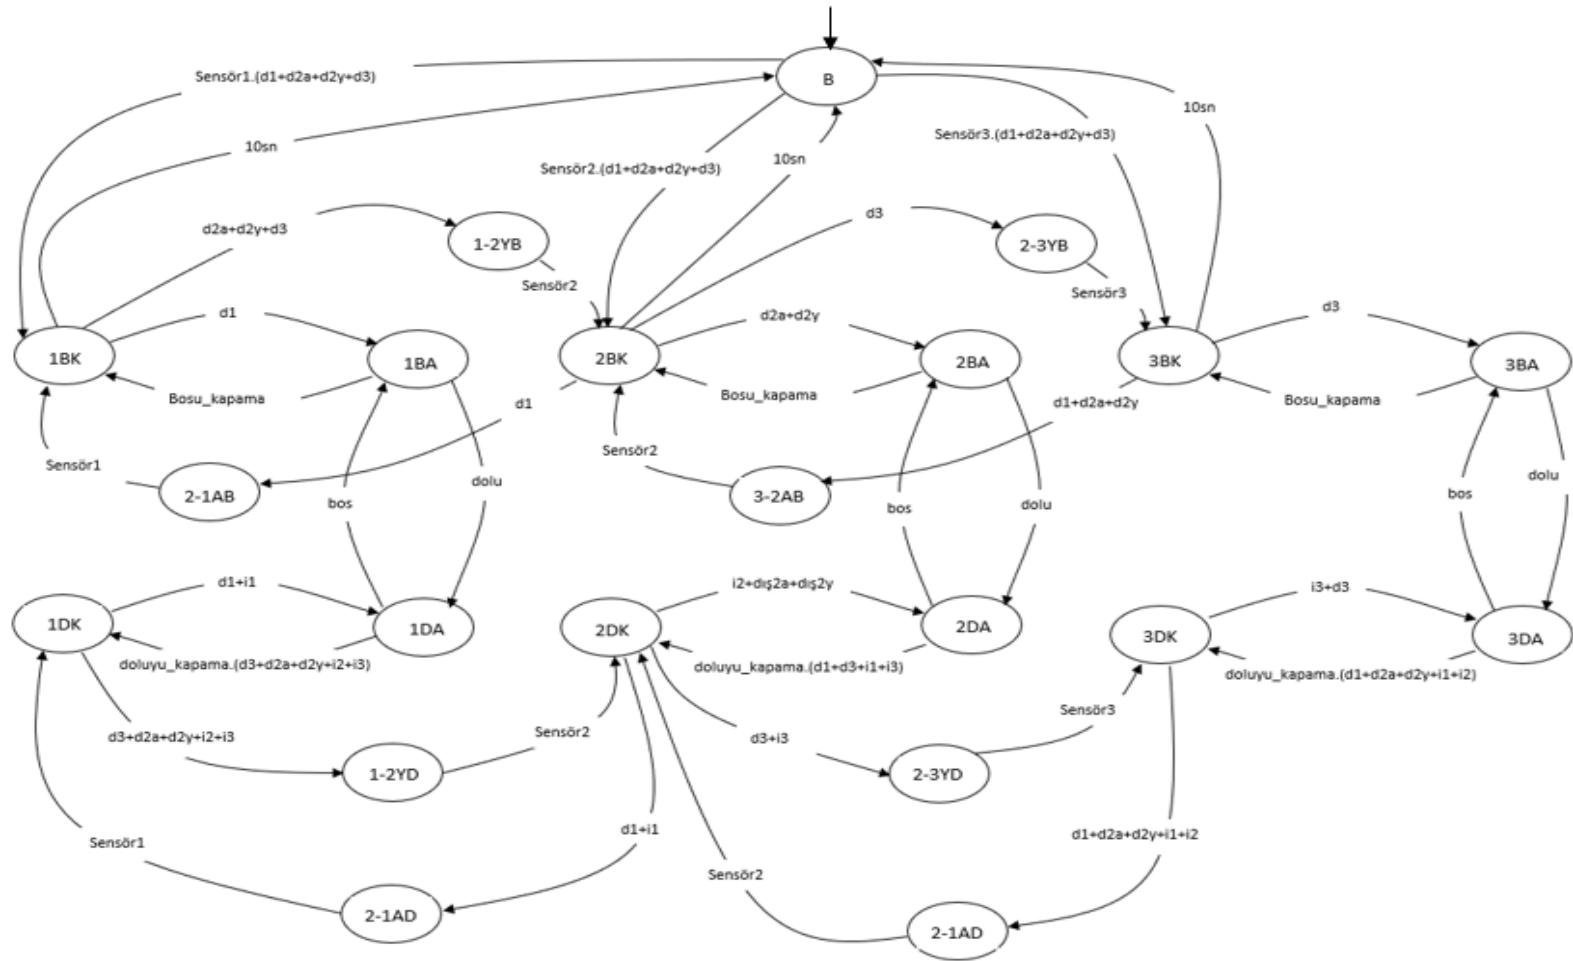 B
Sensör1.(d1+d2a+d2y+d3)
10sn
Sensör3.(d1+d2a+d2y+d3)
10sn
10sn
Sensör2.(d1+d2a+d2y+d3)
d3
d2a+d2y+d3
1-2YB
2-3YB
Sensör2
Sensör3
d1
d2a+d2y
d3
1BK
1BA
2BK
2BA
3BK
3BA
Bosu_kapama
Bosu_kapama
Bosu_kapama
d1
d1+d2a+d2y
Sensör1
Sensör2
dolu
dolu
2-1AB
3-2AB
bos
bos
bos
dolu
d1+i1
i2+dış2a+dış2y
i3+d3
1DK
1DA
2DK
2DA
3DK
3DA
doluyu_kapama.(d3+d2a+d2y+i2+i3)
doluyu_kapama.(d1+d3+i1+i3)
doluyu_kapama.(d1+d2a+d2y+i1+i2)
Sensör3
d3+d2a+d2y+i2+i3
Sensör2
d3+i3
1-2YD
2-3YD
Sensör1
d1+i1
d1+d2a+d2y+i1+i2
Sensör2
2-1AD
2-1AD